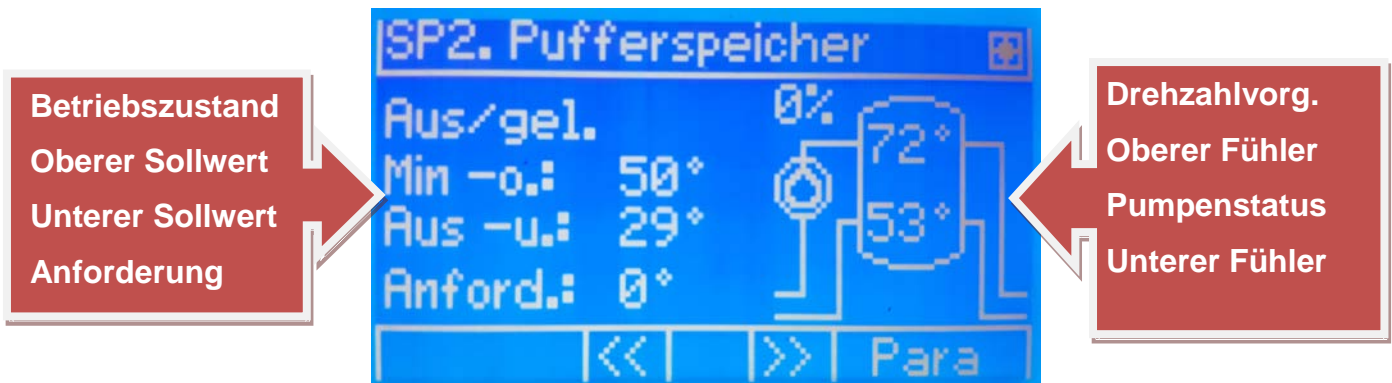 Betriebszustand
Oberer Sollwert
Unterer Sollwert
Anforderung
SP2. Pufferspeicher
Aus/gel.
Min -o.: 50°
Aus -u.: 29°
Anford.: 0°
0%
72°
53°
<< >> Para
Drehzahlvorg.
Oberer Fühler
Pumpenstatus
Unterer Fühler